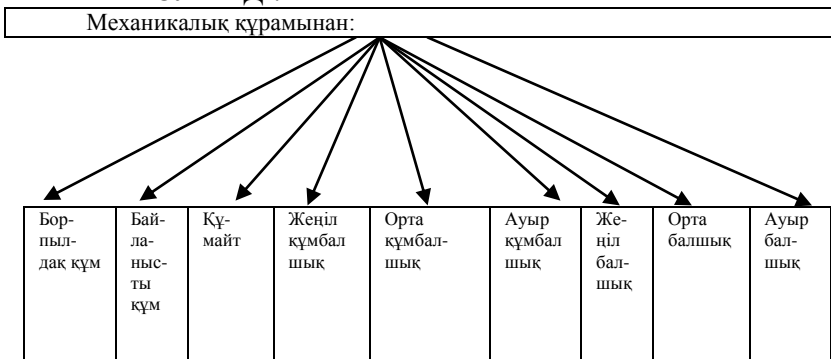 Механикалық құрамынан:
Бор-
пыл-
дақ құм
Бай-
ла-
ныс-
ты
құм
Құ-
майт
Жеңіл
құмбал
шық
Орта
құмбал-
шық
Ауыр
құмбал
шық
Же-
ңіл
бал-
шық
Орта
балшық
Ауыр
бал-
шық